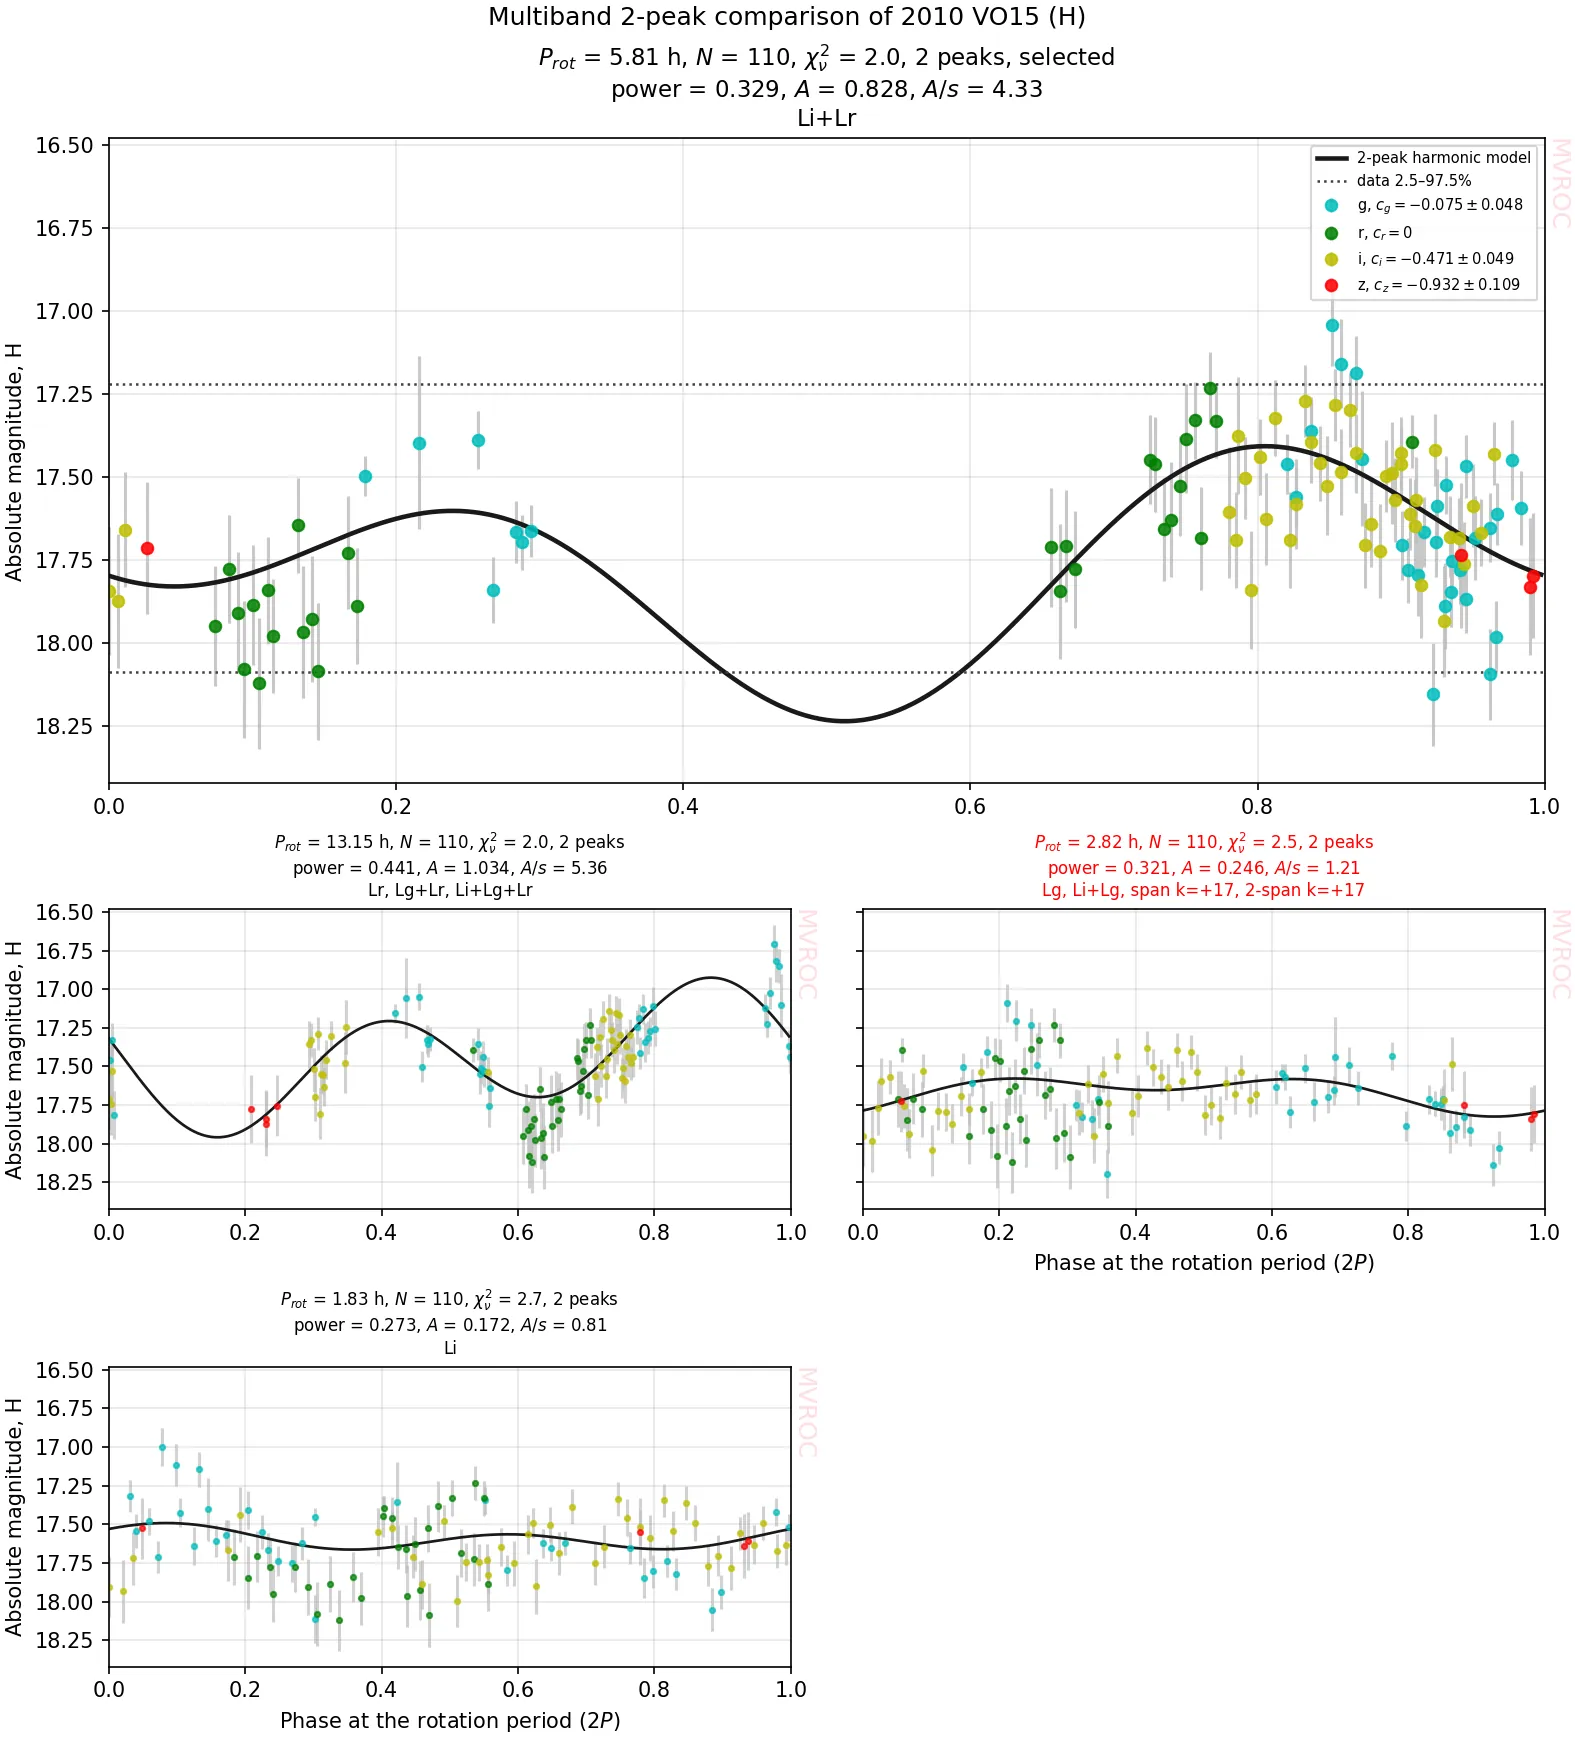 Multiband 2-peak comparison of 2010 VO15 (H)
P_rot = 5.81 h, N = 110, χ²_ν = 2.0, 2 peaks, selected
power = 0.329, A = 0.828, A/s = 4.33
Li+Lr
MVROC
2-peak harmonic model
data 2.5–97.5%
g, c_g = −0.075 ± 0.048
r, c_r = 0
i, c_i = −0.471 ± 0.049
z, c_z = −0.932 ± 0.109
Absolute magnitude, H
16.50
16.75
17.00
17.25
17.50
17.75
18.00
18.25
0.0 0.2 0.4 0.6 0.8 1.0
P_rot = 13.15 h, N = 110, χ²_ν = 2.0, 2 peaks
power = 0.441, A = 1.034, A/s = 5.36
Lr, Lg+Lr, Li+Lg+Lr
MVROC
Absolute magnitude, H
16.50
16.75
17.00
17.25
17.50
17.75
18.00
18.25
0.0 0.2 0.4 0.6 0.8 1.0
P_rot = 2.82 h, N = 110, χ²_ν = 2.5, 2 peaks
power = 0.321, A = 0.246, A/s = 1.21
Lg, Li+Lg, span k=+17, 2-span k=+17
MVROC
0.0 0.2 0.4 0.6 0.8 1.0
Phase at the rotation period (2P)
P_rot = 1.83 h, N = 110, χ²_ν = 2.7, 2 peaks
power = 0.273, A = 0.172, A/s = 0.81
Li
MVROC
Absolute magnitude, H
16.50
16.75
17.00
17.25
17.50
17.75
18.00
18.25
0.0 0.2 0.4 0.6 0.8 1.0
Phase at the rotation period (2P)